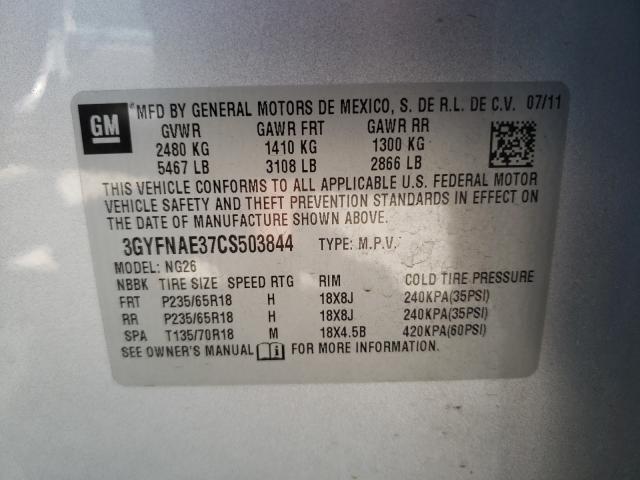 GM
MFD BY GENERAL MOTORS DE MEXICO, S. DE R.L. DE C.V. 07/11
GVWR GAWR FRT GAWR RR
2480 KG 1410 KG 1300 KG
5467 LB 3108 LB 2866 LB
THIS VEHICLE CONFORMS TO ALL APPLICABLE U.S. FEDERAL MOTOR
VEHICLE SAFETY AND THEFT PREVENTION STANDARDS IN EFFECT ON
THE DATE OF MANUFACTURE SHOWN ABOVE.
3GYFNAE37CS503844 TYPE: M.P.V.
MODEL: NG26
NBBK TIRE SIZE SPEED RTG RIM COLD TIRE PRESSURE
FRT P235/65R18 H 18X8J 240KPA(35PSI)
RR P235/65R18 H 18X8J 240KPA(35PSI)
SPA T135/70R18 M 18X4.5B 420KPA(60PSI)
SEE OWNER'S MANUAL FOR MORE INFORMATION.